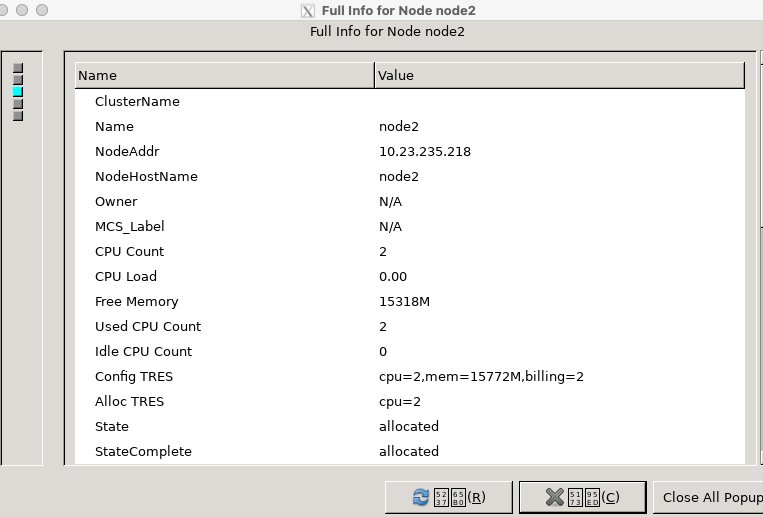 Full Info for Node node2
Full Info for Node node2
Name Value
ClusterName
Name node2
NodeAddr 10.23.235.218
NodeHostName node2
Owner N/A
MCS_Label N/A
CPU Count 2
CPU Load 0.00
Free Memory 15318M
Used CPU Count 2
Idle CPU Count 0
Config TRES cpu=2,mem=15772M,billing=2
Alloc TRES cpu=2
State allocated
StateComplete allocated
(R) (C) Close All Popup